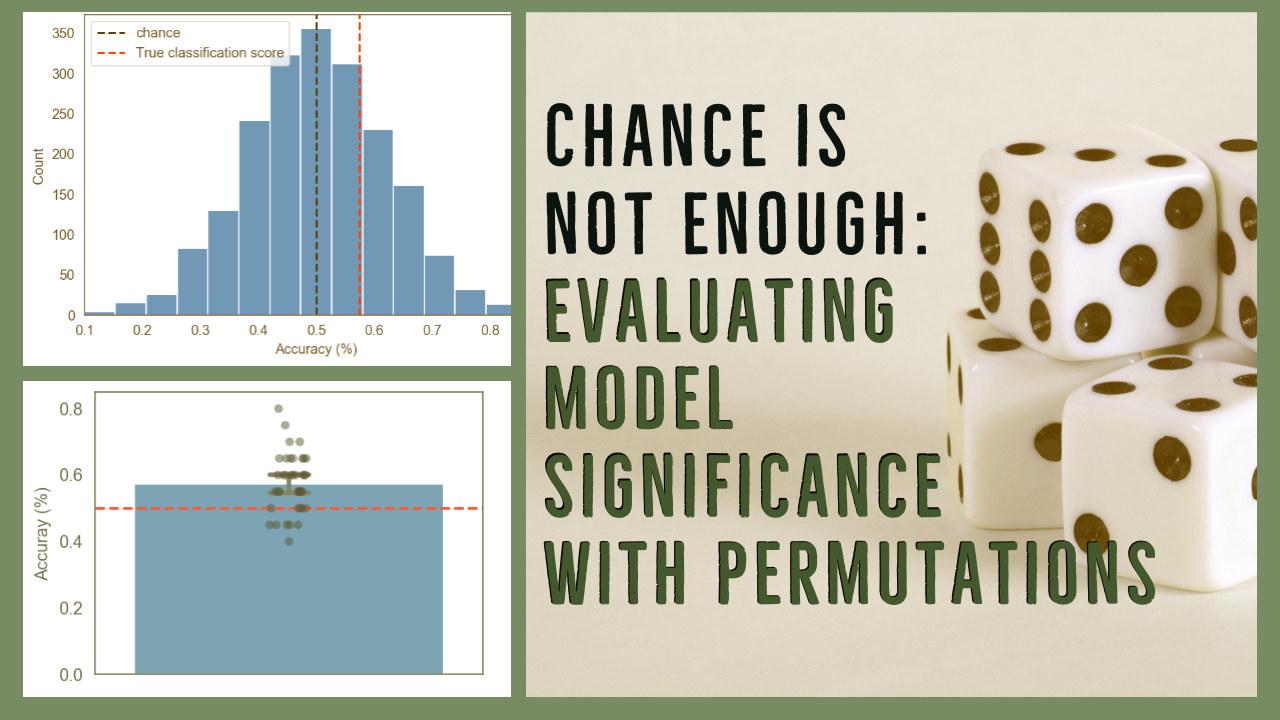 chance
True classification score
350
300
250
200
150
100
50
0
Count
0.1 0.2 0.3 0.4 0.5 0.6 0.7 0.8
Accuracy (%)
0.8
0.6
0.4
0.2
0.0
Accuray (%)
CHANCE IS
NOT ENOUGH:
EVALUATING
MODEL
SIGNIFICANCE
WITH PERMUTATIONS